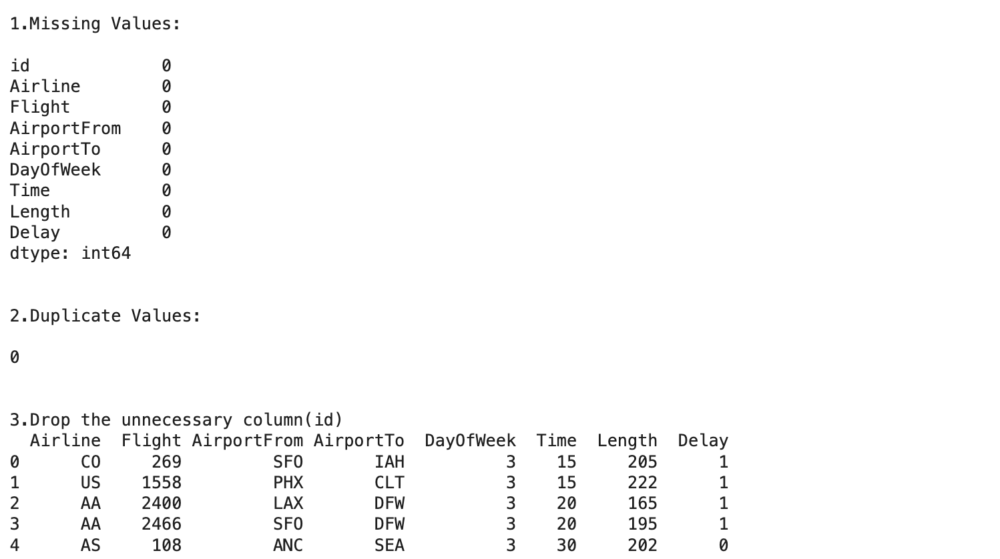 1.Missing Values:
id 0
Airline 0
Flight 0
AirportFrom 0
AirportTo 0
DayOfWeek 0
Time 0
Length 0
Delay 0
dtype: int64
2.Duplicate Values:
0
3.Drop the unnecessary column(id)
Airline Flight AirportFrom AirportTo DayOfWeek Time Length Delay
0 CO 269 SFO IAH 3 15 205 1
1 US 1558 PHX CLT 3 15 222 1
2 AA 2400 LAX DFW 3 20 165 1
3 AA 2466 SFO DFW 3 20 195 1
4 AS 108 ANC SEA 3 30 202 0